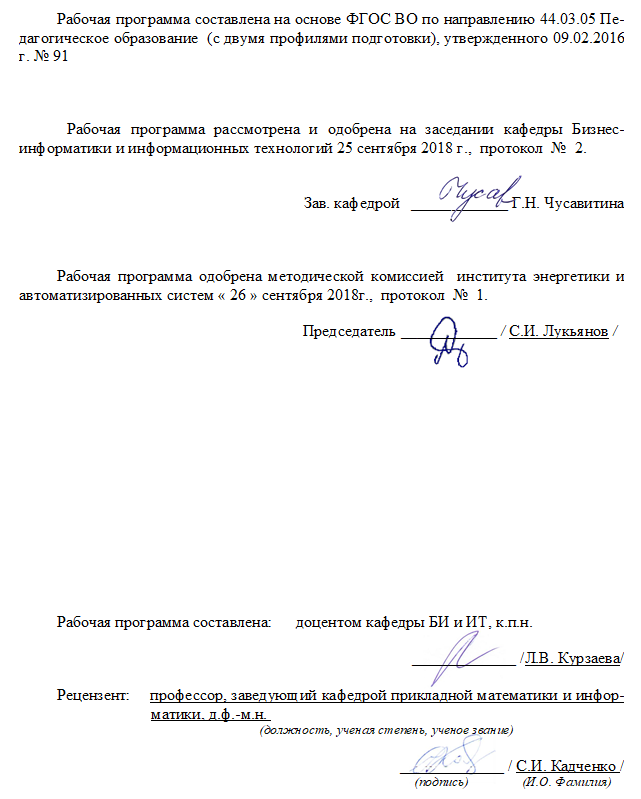 Рабочая программа составлена на основе ФГОС ВО по направлению 44.03.05 Пе-
дагогическое образование (с двумя профилями подготовки), утвержденного 09.02.2016
г. № 91
Рабочая программа рассмотрена и одобрена на заседании кафедры Бизнес-
информатики и информационных технологий 25 сентября 2018 г., протокол № 2.
Зав. кафедрой ____________ Г.Н. Чусавитина
Рабочая программа одобрена методической комиссией института энергетики и
автоматизированных систем « 26 » сентября 2018г., протокол № 1.
Председатель ____________ / С.И. Лукьянов /
Рабочая программа составлена: доцентом кафедры БИ и ИТ, к.п.н.
_____________ /Л.В. Курзаева/
Рецензент: профессор, заведующий кафедрой прикладной математики и инфор-
матики, д.ф.-м.н.
(должность, ученая степень, ученое звание)
_____________ / С.И. Кадченко /
(подпись) (И.О. Фамилия)